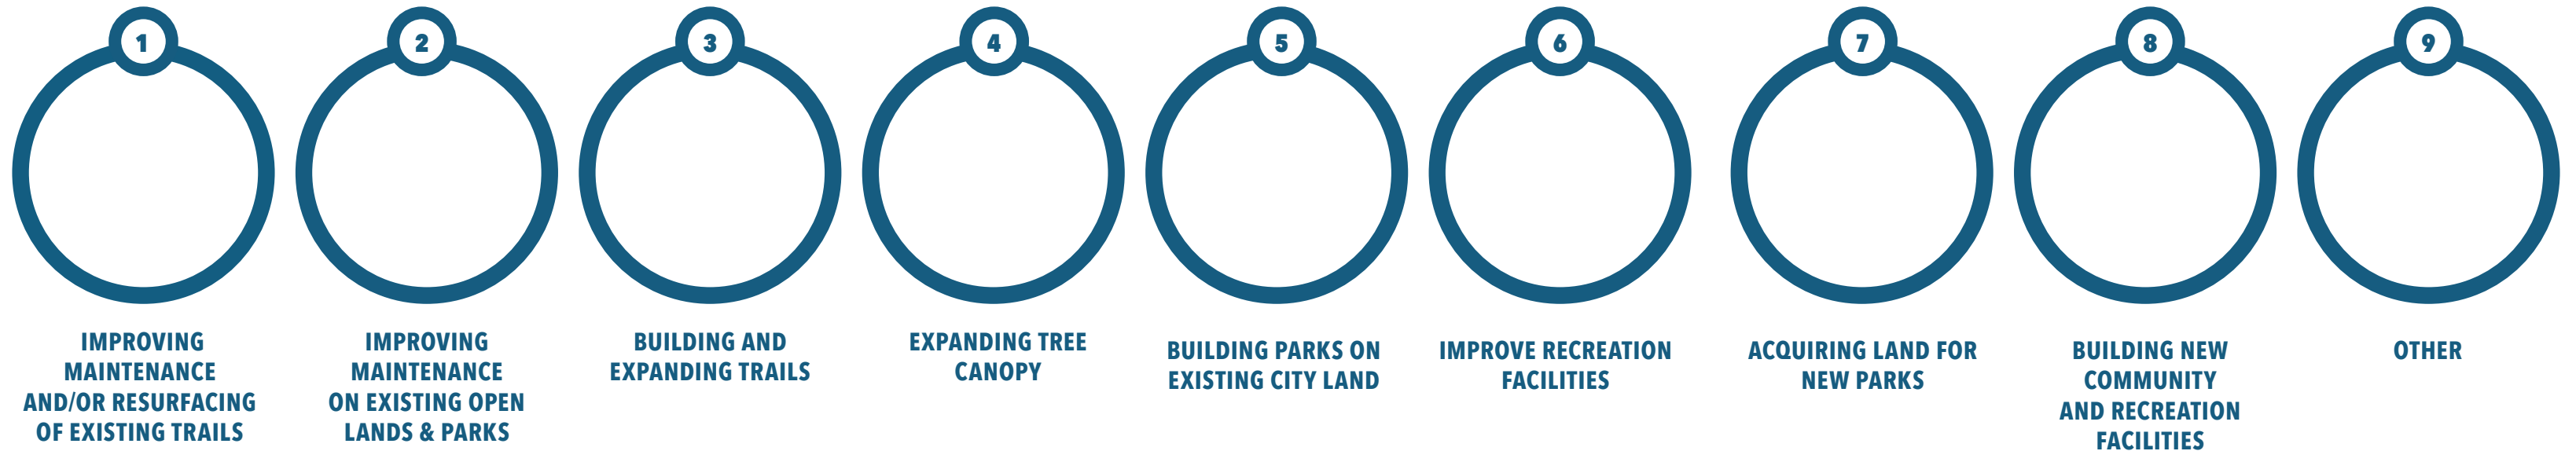 1
IMPROVING
MAINTENANCE
AND/OR RESURFACING
OF EXISTING TRAILS
2
IMPROVING
MAINTENANCE
ON EXISTING OPEN
LANDS & PARKS
3
BUILDING AND
EXPANDING TRAILS
4
EXPANDING TREE
CANOPY
5
BUILDING PARKS ON
EXISTING CITY LAND
6
IMPROVE RECREATION
FACILITIES
7
ACQUIRING LAND FOR
NEW PARKS
8
BUILDING NEW
COMMUNITY
AND RECREATION
FACILITIES
9
OTHER